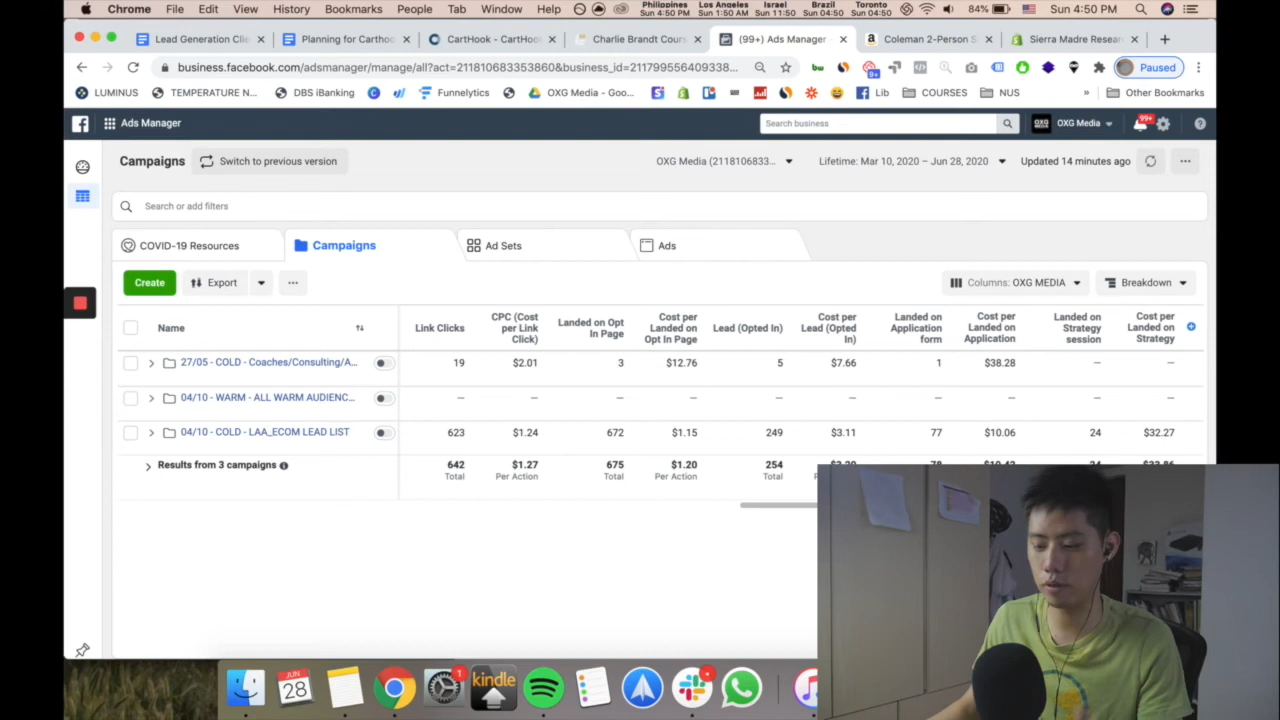 Chrome File Edit View History Bookmarks People Tab Window Help
Philippines Sun 4:50 PM Los Angeles Sun 1:50 AM Israel Sun 11:50 Brazil Sun 04:50 Toronto Sun 04:50
84% Sun 4:50 PM
Lead Generation Clie Planning for Cartho CartHook - CartHook Charlie Brandt Cours (99+) Ads Manager Coleman 2-Person S Sierra Madre Resear
business.facebook.com/adsmanager/manage/all?act=211810683353860&business_id=2117995564093​38... 9+ Paused
LUMINUS TEMPERATURE N... DBS iBanking Funnelytics OXG Media - Goo... Lib COURSES NUS » Other Bookmarks
Ads Manager Search business OXG OXG Media 99+
Campaigns Switch to previous version OXG Media (2118106833... Lifetime: Mar 10, 2020 – Jun 28, 2020 Updated 14 minutes ago
Search or add filters
COVID-19 Resources Campaigns Ad Sets Ads
Create Export Columns: OXG MEDIA Breakdown
Name Link Clicks CPC (Cost per Link Click) Landed on Opt In Page Cost per Landed on Opt In Page Lead (Opted In) Cost per Lead (Opted In) Landed on Application form Cost per Landed on Application Landed on Strategy session Cost per Landed on Strategy
27/05 - COLD - Coaches/Consulting/A... 19 $2.01 3 $12.76 5 $7.66 1 $38.28 — —
04/10 - WARM - ALL WARM AUDIENC... — — — — — — — — — —
04/10 - COLD - LAA_ECOM LEAD LIST 623 $1.24 672 $1.15 249 $3.11 77 $10.06 24 $32.27
Results from 3 campaigns 642 $1.27 675 $1.20 254
Total Per Action Total Per Action Total
JUN 28 1 kindle